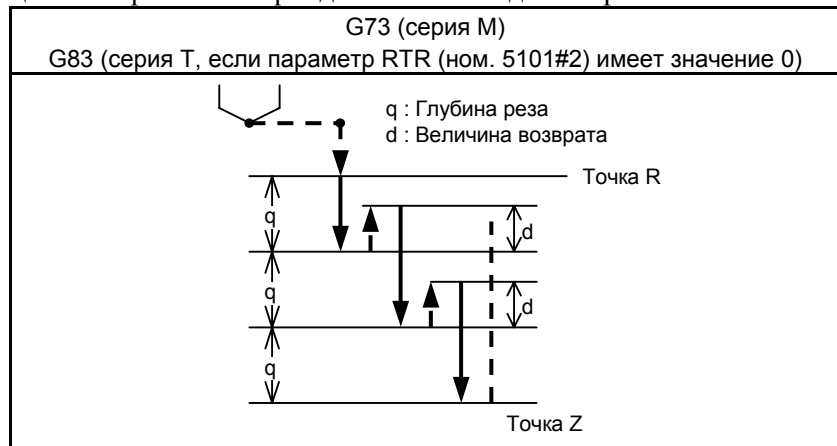 G73 (серия M)
G83 (серия T, если параметр RTR (ном. 5101#2) имеет значение 0)
q : Глубина реза
d : Величина возврата
Точка R
q
d
q
d
q
Точка Z